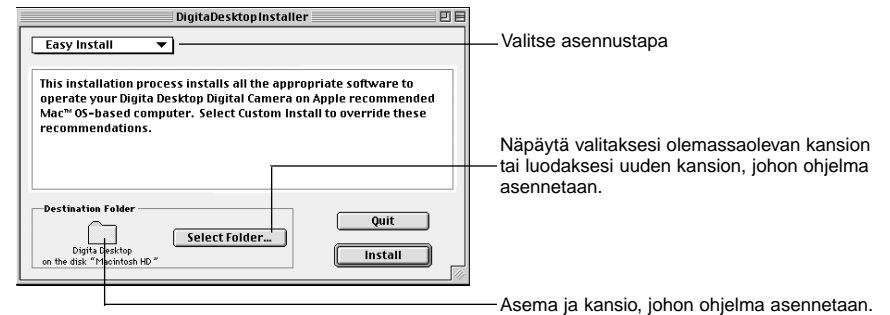 DigitaDesktopInstaller
Easy Install
Valitse asennustapa
This installation process installs all the appropriate software to
operate your Digita Desktop Digital Camera on Apple recommended
Mac™ OS-based computer. Select Custom Install to override these
recommendations.
Näpäytä valitaksesi olemassaolevan kansion
tai luodaksesi uuden kansion, johon ohjelma
asennetaan.
Destination Folder
Select Folder...
Quit
Digita Desktop
on the disk "Macintosh HD"
Install
Asema ja kansio, johon ohjelma asennetaan.